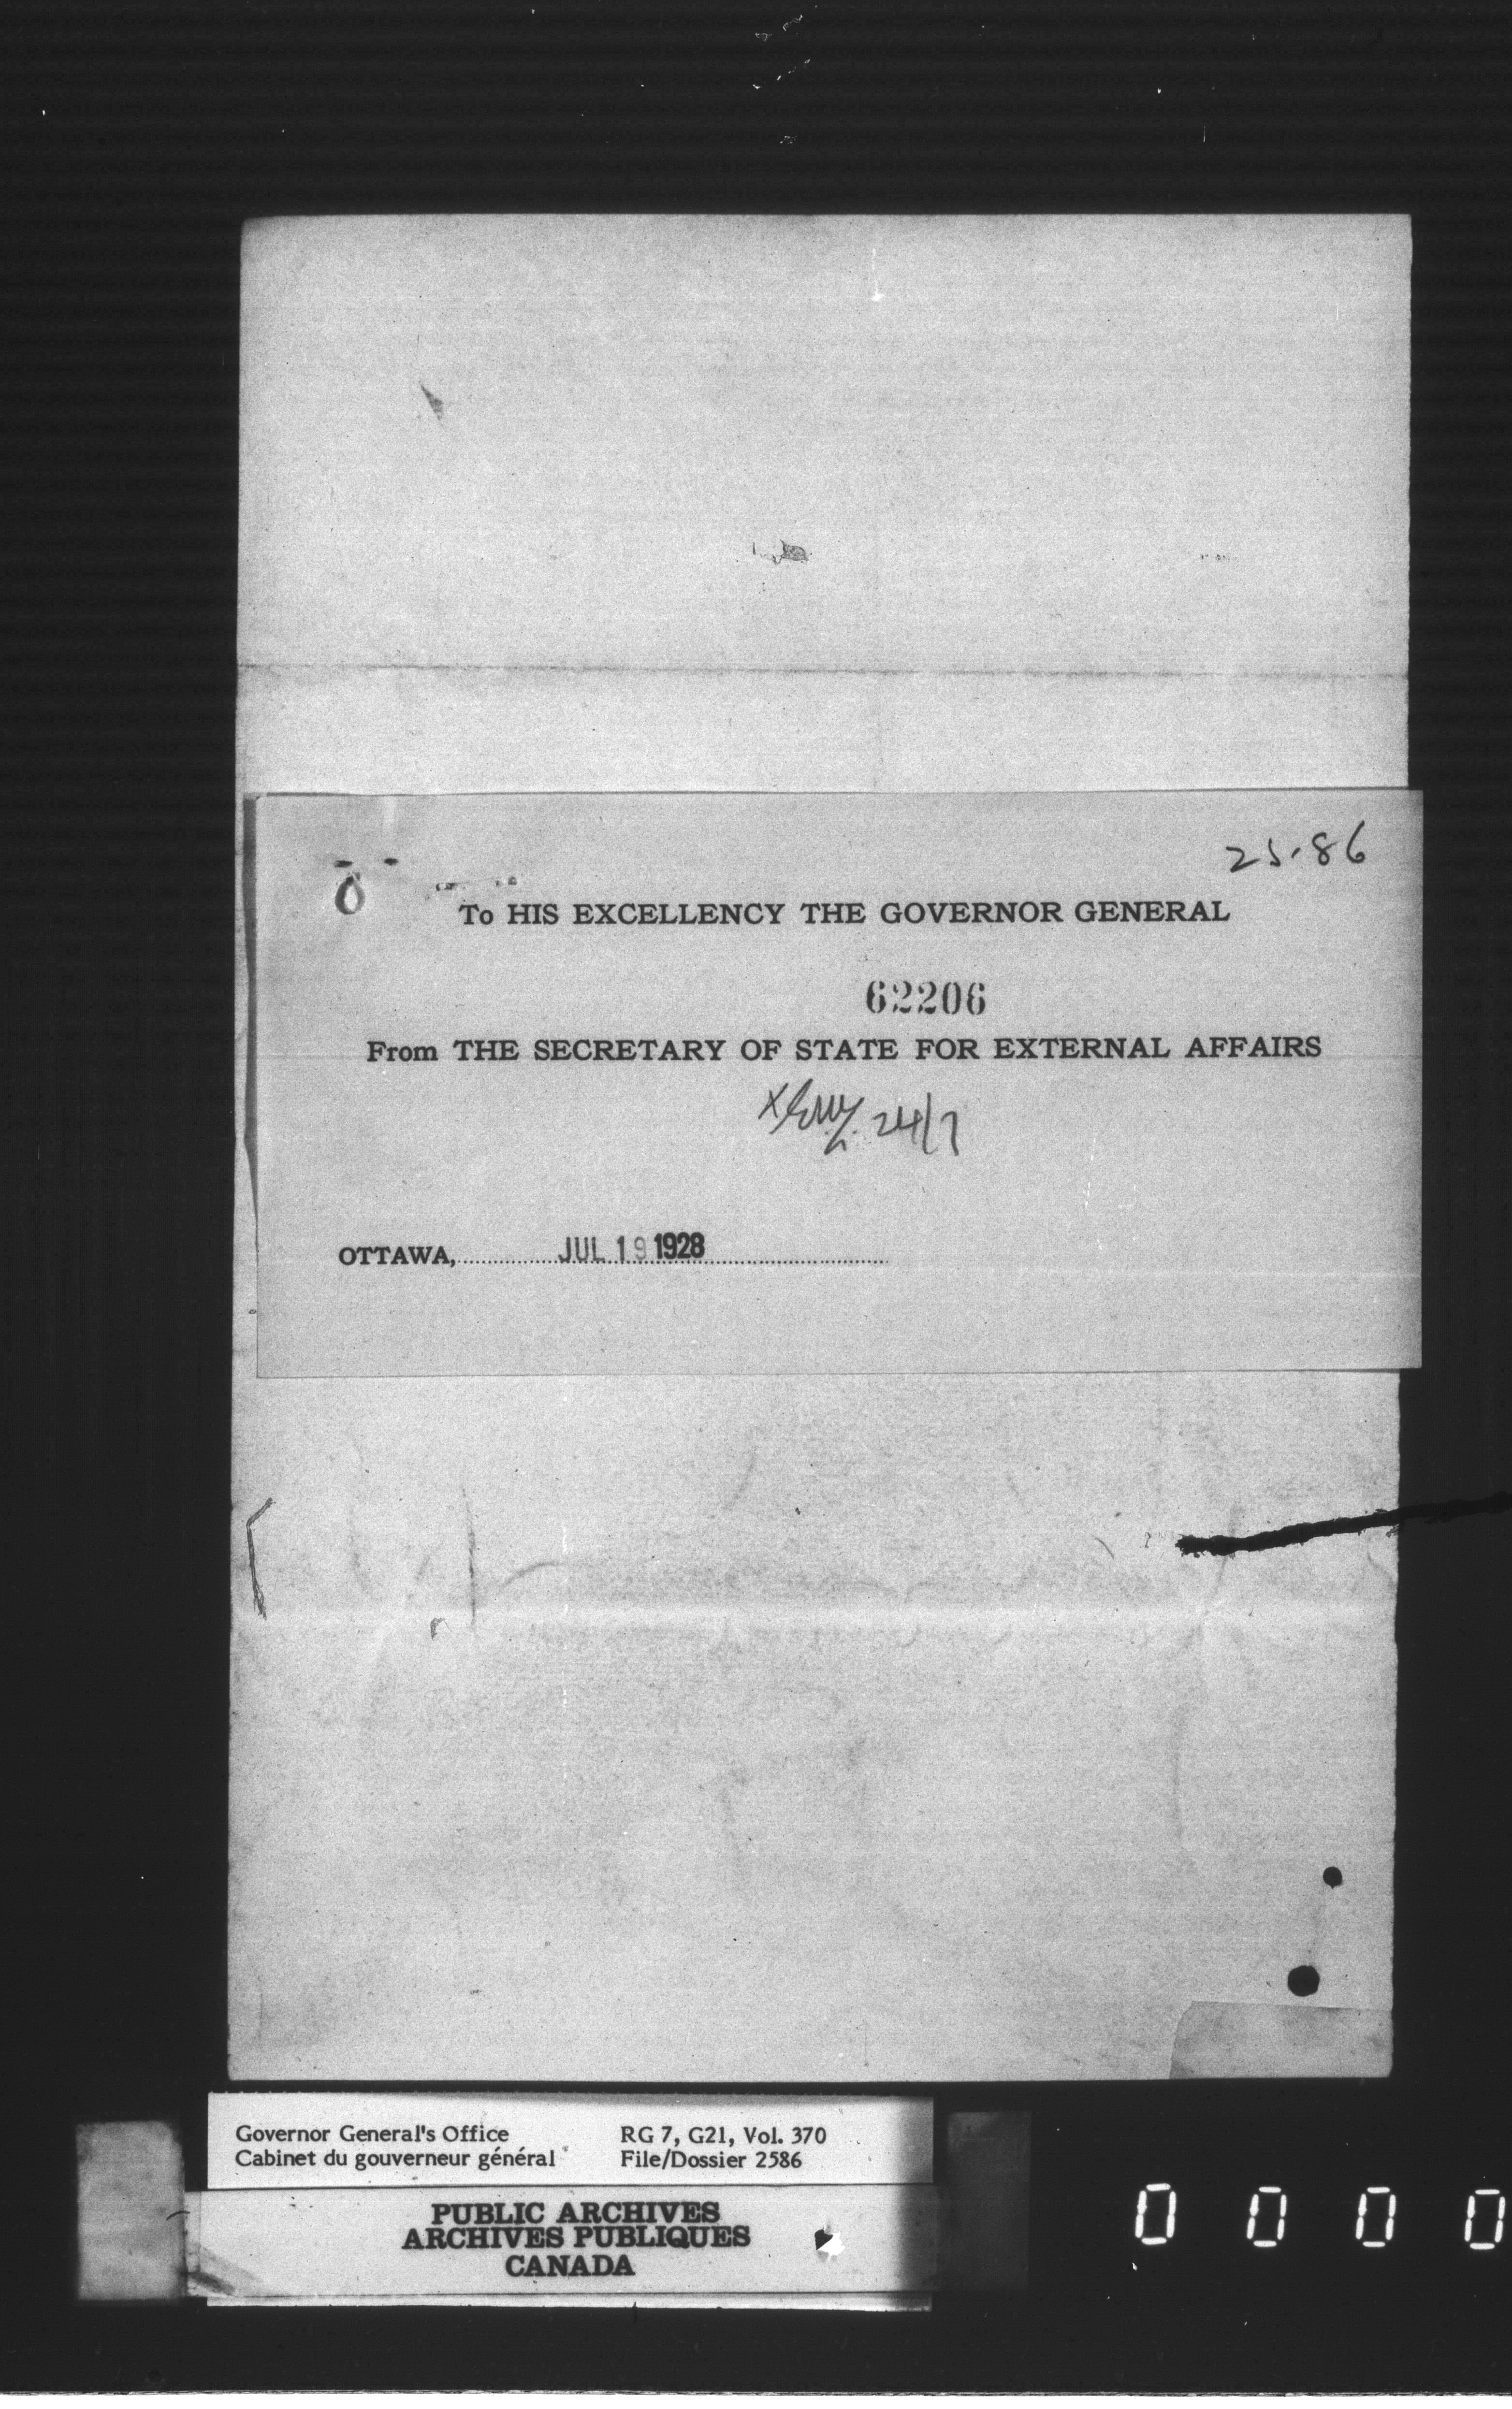 25.86
To HIS EXCELLENCY THE GOVERNOR GENERAL
62206
From THE SECRETARY OF STATE FOR EXTERNAL AFFAIRS
24/7
OTTAWA, JUL 19 1928
Governor General's Office RG 7, G21, Vol. 370
Cabinet du gouverneur général File/Dossier 2586
PUBLIC ARCHIVES
ARCHIVES PUBLIQUES
CANADA
0 0 0 0